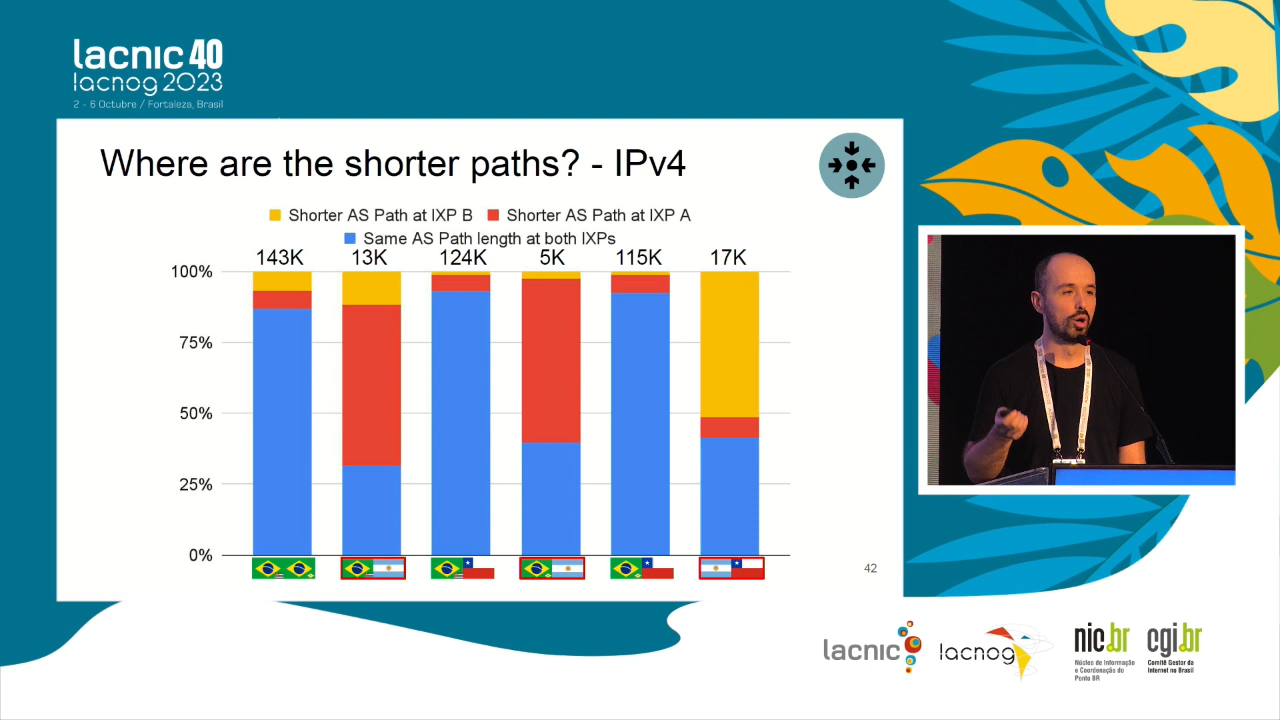 lacnic 40
lacnog 2023
2 - 6 Octubre / Fortaleza, Brasil
Where are the shorter paths? - IPv4
Shorter AS Path at IXP B
Shorter AS Path at IXP A
Same AS Path length at both IXPs
143K
13K
124K
5K
115K
17K
100%
75%
50%
25%
0%
42
lacnic
lacnog
nic.br
Núcleo de Informação
e Coordenação do
Ponto BR
cgi.br
Comitê Gestor da
Internet no Brasil